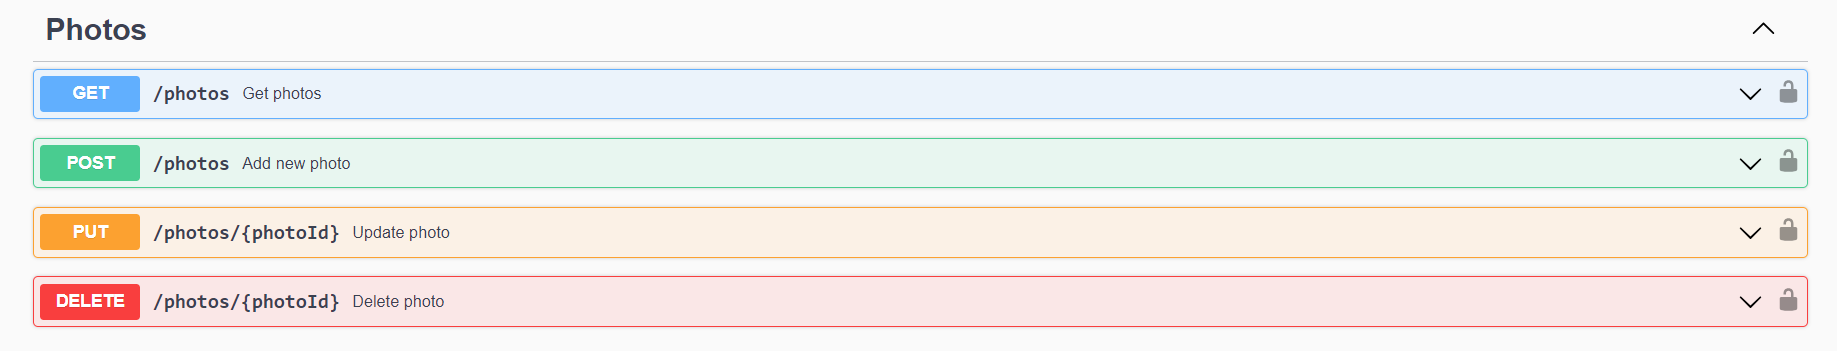 Photos
GET /photos Get photos
POST /photos Add new photo
PUT /photos/{photoId} Update photo
DELETE /photos/{photoId} Delete photo